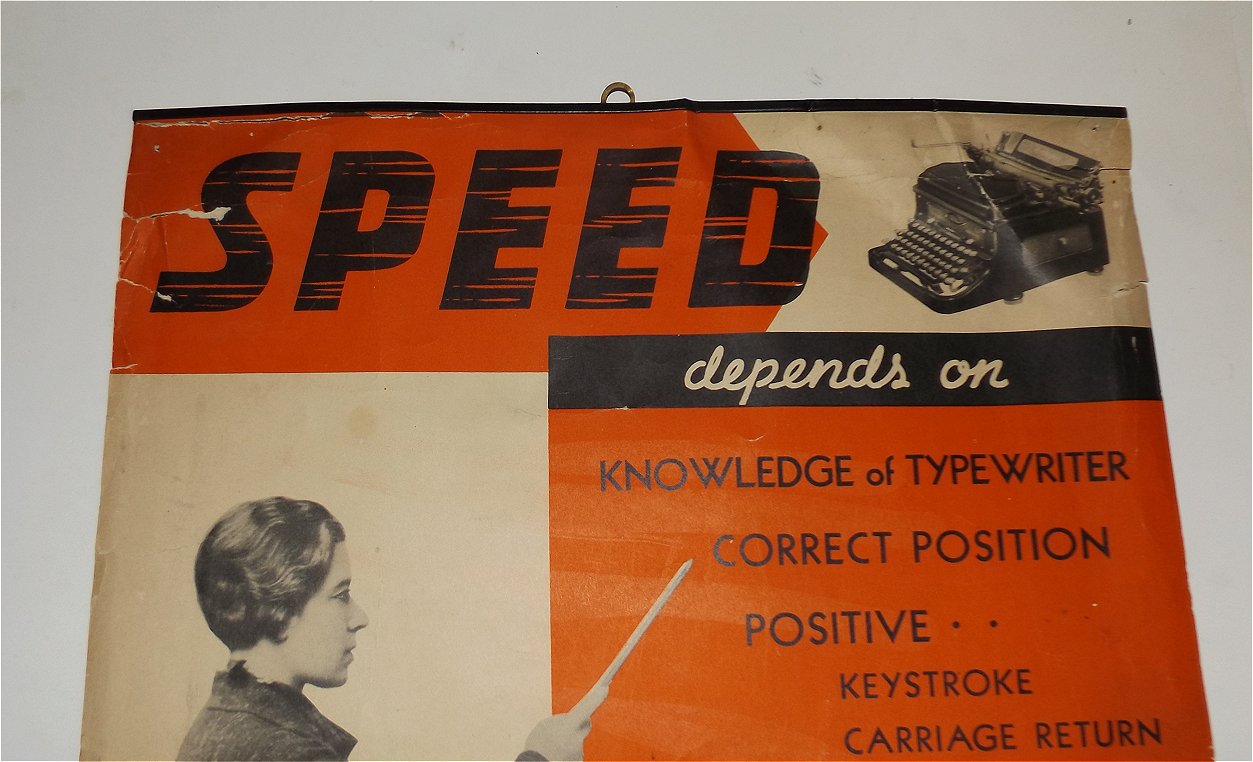 SPEED
depends on
KNOWLEDGE of TYPEWRITER
CORRECT POSITION
POSITIVE · ·
KEYSTROKE
CARRIAGE RETURN